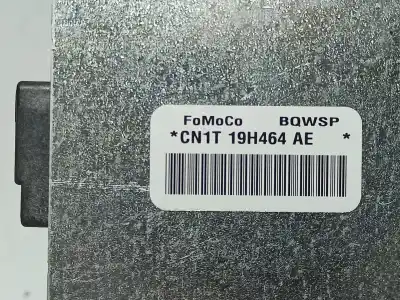 FoMoCo BQWSP
*CN1T 19H464 AE *